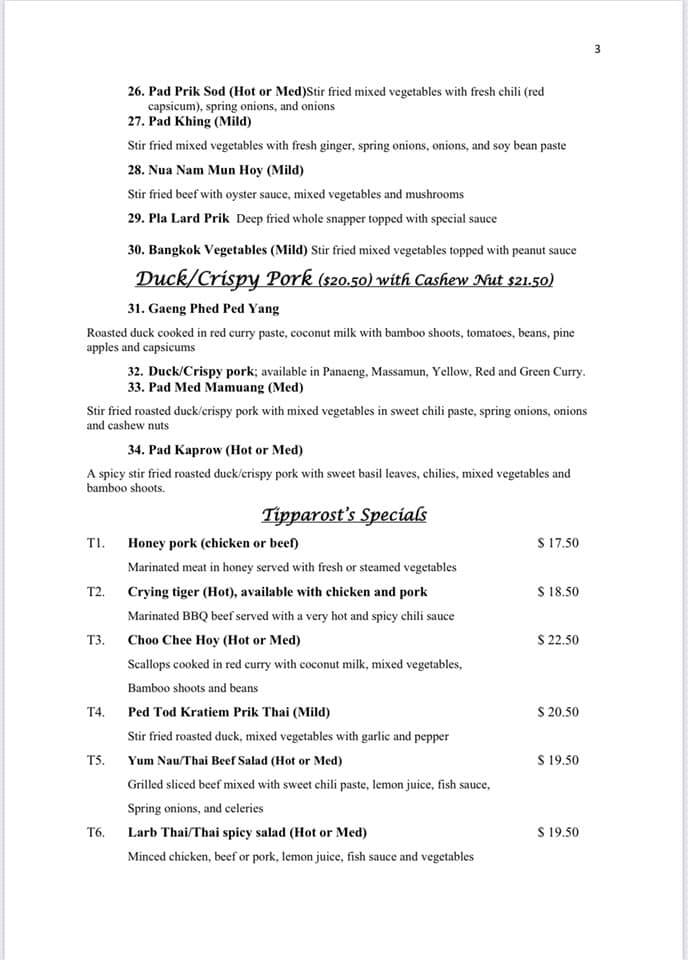 3
26. Pad Prik Sod (Hot or Med)Stir fried mixed vegetables with fresh chili (red
capsicum), spring onions, and onions
27. Pad Khing (Mild)
Stir fried mixed vegetables with fresh ginger, spring onions, onions, and soy bean paste
28. Nua Nam Mun Hoy (Mild)
Stir fried beef with oyster sauce, mixed vegetables and mushrooms
29. Pla Lard Prik Deep fried whole snapper topped with special sauce
30. Bangkok Vegetables (Mild) Stir fried mixed vegetables topped with peanut sauce
Duck/Crispy Pork ($20.50) with Cashew Nut $21.50)
31. Gaeng Phed Ped Yang
Roasted duck cooked in red curry paste, coconut milk with bamboo shoots, tomatoes, beans, pine
apples and capsicums
32. Duck/Crispy pork; available in Panaeng, Massamun, Yellow, Red and Green Curry.
33. Pad Med Mamuang (Med)
Stir fried roasted duck/crispy pork with mixed vegetables in sweet chili paste, spring onions, onions
and cashew nuts
34. Pad Kaprow (Hot or Med)
A spicy stir fried roasted duck/crispy pork with sweet basil leaves, chilies, mixed vegetables and
bamboo shoots.
Tipparost's Specials
T1. Honey pork (chicken or beef) $ 17.50
Marinated meat in honey served with fresh or steamed vegetables
T2. Crying tiger (Hot), available with chicken and pork $ 18.50
Marinated BBQ beef served with a very hot and spicy chili sauce
T3. Choo Chee Hoy (Hot or Med) $ 22.50
Scallops cooked in red curry with coconut milk, mixed vegetables,
Bamboo shoots and beans
T4. Ped Tod Kratiem Prik Thai (Mild) $ 20.50
Stir fried roasted duck, mixed vegetables with garlic and pepper
T5. Yum Nau/Thai Beef Salad (Hot or Med) $ 19.50
Grilled sliced beef mixed with sweet chili paste, lemon juice, fish sauce,
Spring onions, and celeries
T6. Larb Thai/Thai spicy salad (Hot or Med) $ 19.50
Minced chicken, beef or pork, lemon juice, fish sauce and vegetables